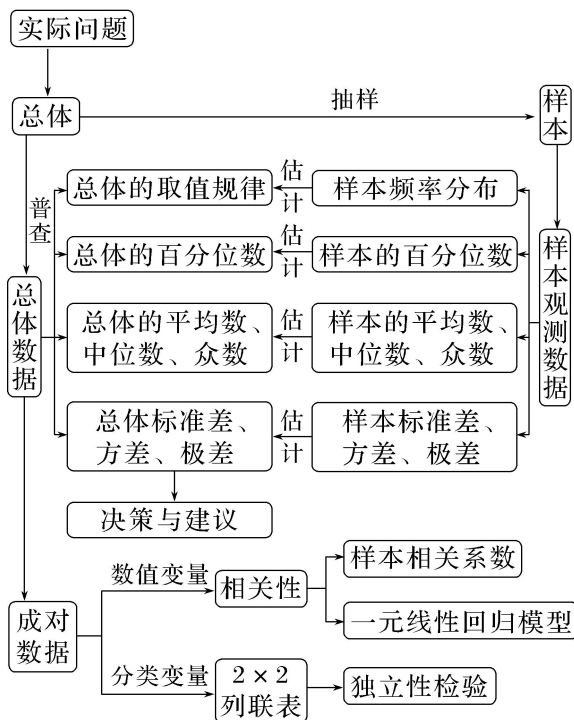 实际问题
总体
抽样
样本
普查
总体的取值规律
估计
样本频率分布
总体的百分位数
估计
样本的百分位数
总体数据
样本观测数据
总体的平均数、
中位数、众数
估计
样本的平均数、
中位数、众数
总体标准差、
方差、极差
估计
样本标准差、
方差、极差
决策与建议
成对
数据
数值变量
相关性
样本相关系数
一元线性回归模型
分类变量
2×2
列联表
独立性检验